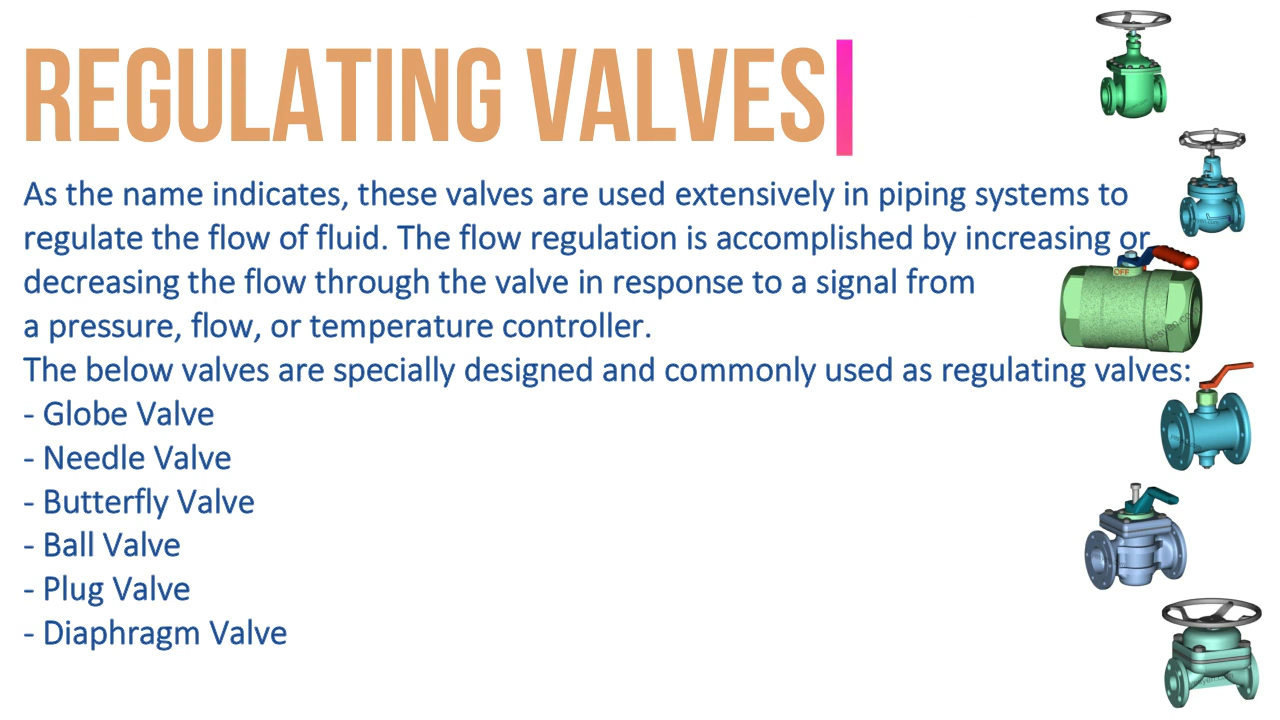 REGULATING VALVES
As the name indicates, these valves are used extensively in piping systems to
regulate the flow of fluid. The flow regulation is accomplished by increasing or
decreasing the flow through the valve in response to a signal from
a pressure, flow, or temperature controller.
The below valves are specially designed and commonly used as regulating valves:
- Globe Valve
- Needle Valve
- Butterfly Valve
- Ball Valve
- Plug Valve
- Diaphragm Valve
OFF